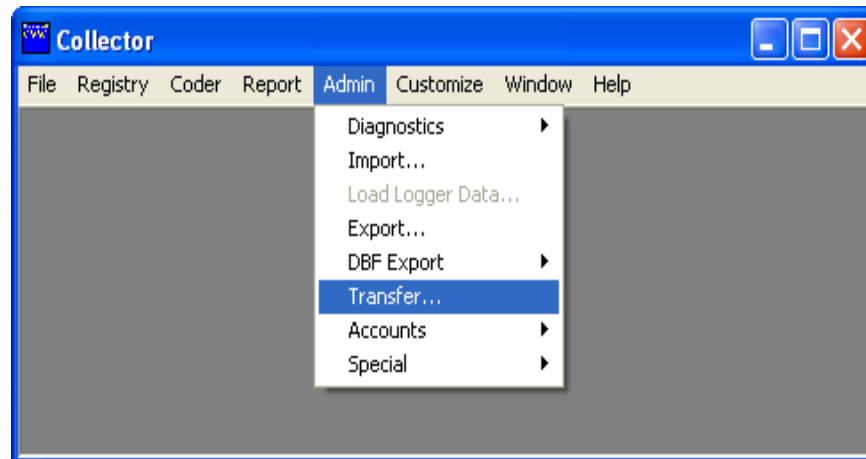 Collector
File Registry Coder Report Admin Customize Window Help
Diagnostics
Import...
Load Logger Data...
Export...
DBF Export
Transfer...
Accounts
Special